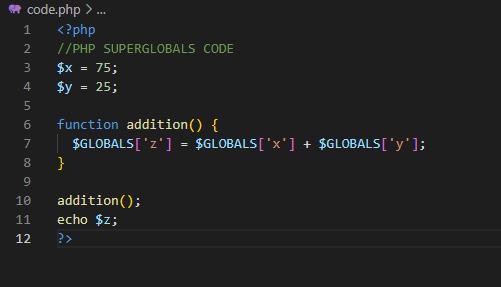 code.php > ...
1 <?php
2 //PHP SUPERGLOBALS CODE
3 $x = 75;
4 $y = 25;
5
6 function addition() {
7   $GLOBALS['z'] = $GLOBALS['x'] + $GLOBALS['y'];
8 }
9
10 addition();
11 echo $z;
12 ?>